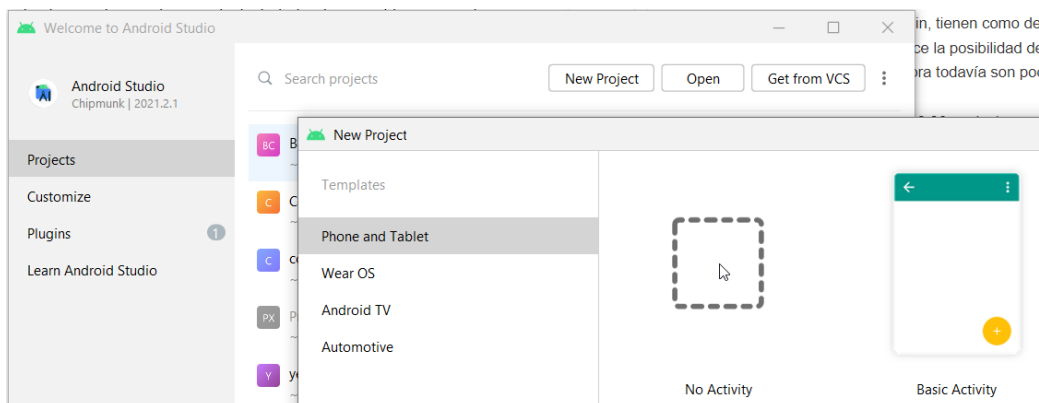 Welcome to Android Studio
in, tienen como de
ce la posibilidad de
ora todavía son poc
Android Studio
Chipmunk | 2021.2.1
Search projects
New Project
Open
Get from VCS
Projects
Customize
Plugins
1
Learn Android Studio
BC
B
C
C
C
PX
P
Y
New Project
Templates
Phone and Tablet
Wear OS
Android TV
Automotive
No Activity
Basic Activity